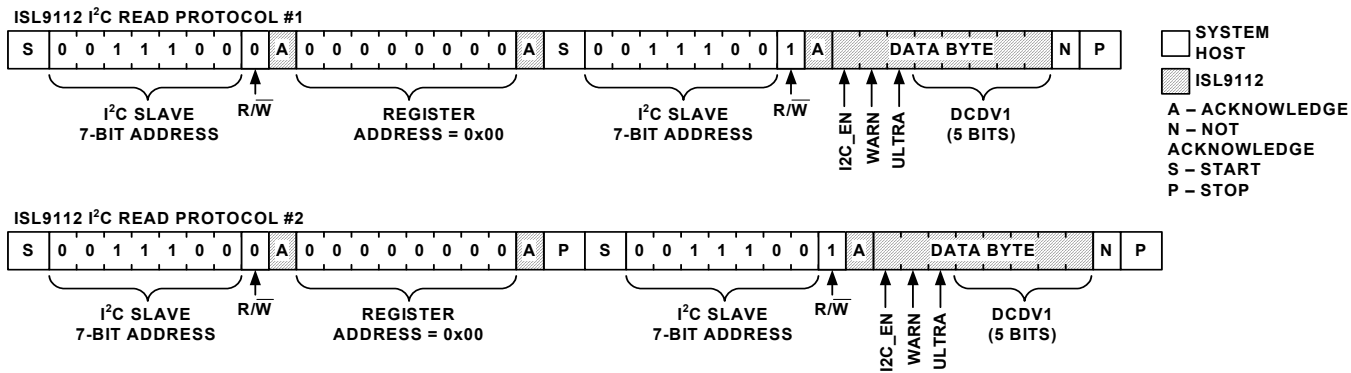 ISL9112 I²C READ PROTOCOL #1
S 0 0 1 1 1 0 0 0 A 0 0 0 0 0 0 0 0 A S 0 0 1 1 1 0 0 1 A DATA BYTE N P
I²C SLAVE
7-BIT ADDRESS
R/W̅
REGISTER
ADDRESS = 0x00
I²C SLAVE
7-BIT ADDRESS
R/W̅
I2C_EN
WARN
ULTRA
DCDV1
(5 BITS)
SYSTEM
HOST
ISL9112
A – ACKNOWLEDGE
N – NOT
ACKNOWLEDGE
S – START
P – STOP
ISL9112 I²C READ PROTOCOL #2
S 0 0 1 1 1 0 0 0 A 0 0 0 0 0 0 0 0 A P S 0 0 1 1 1 0 0 1 A DATA BYTE N P
I²C SLAVE
7-BIT ADDRESS
R/W̅
REGISTER
ADDRESS = 0x00
I²C SLAVE
7-BIT ADDRESS
R/W̅
I2C_EN
WARN
ULTRA
DCDV1
(5 BITS)